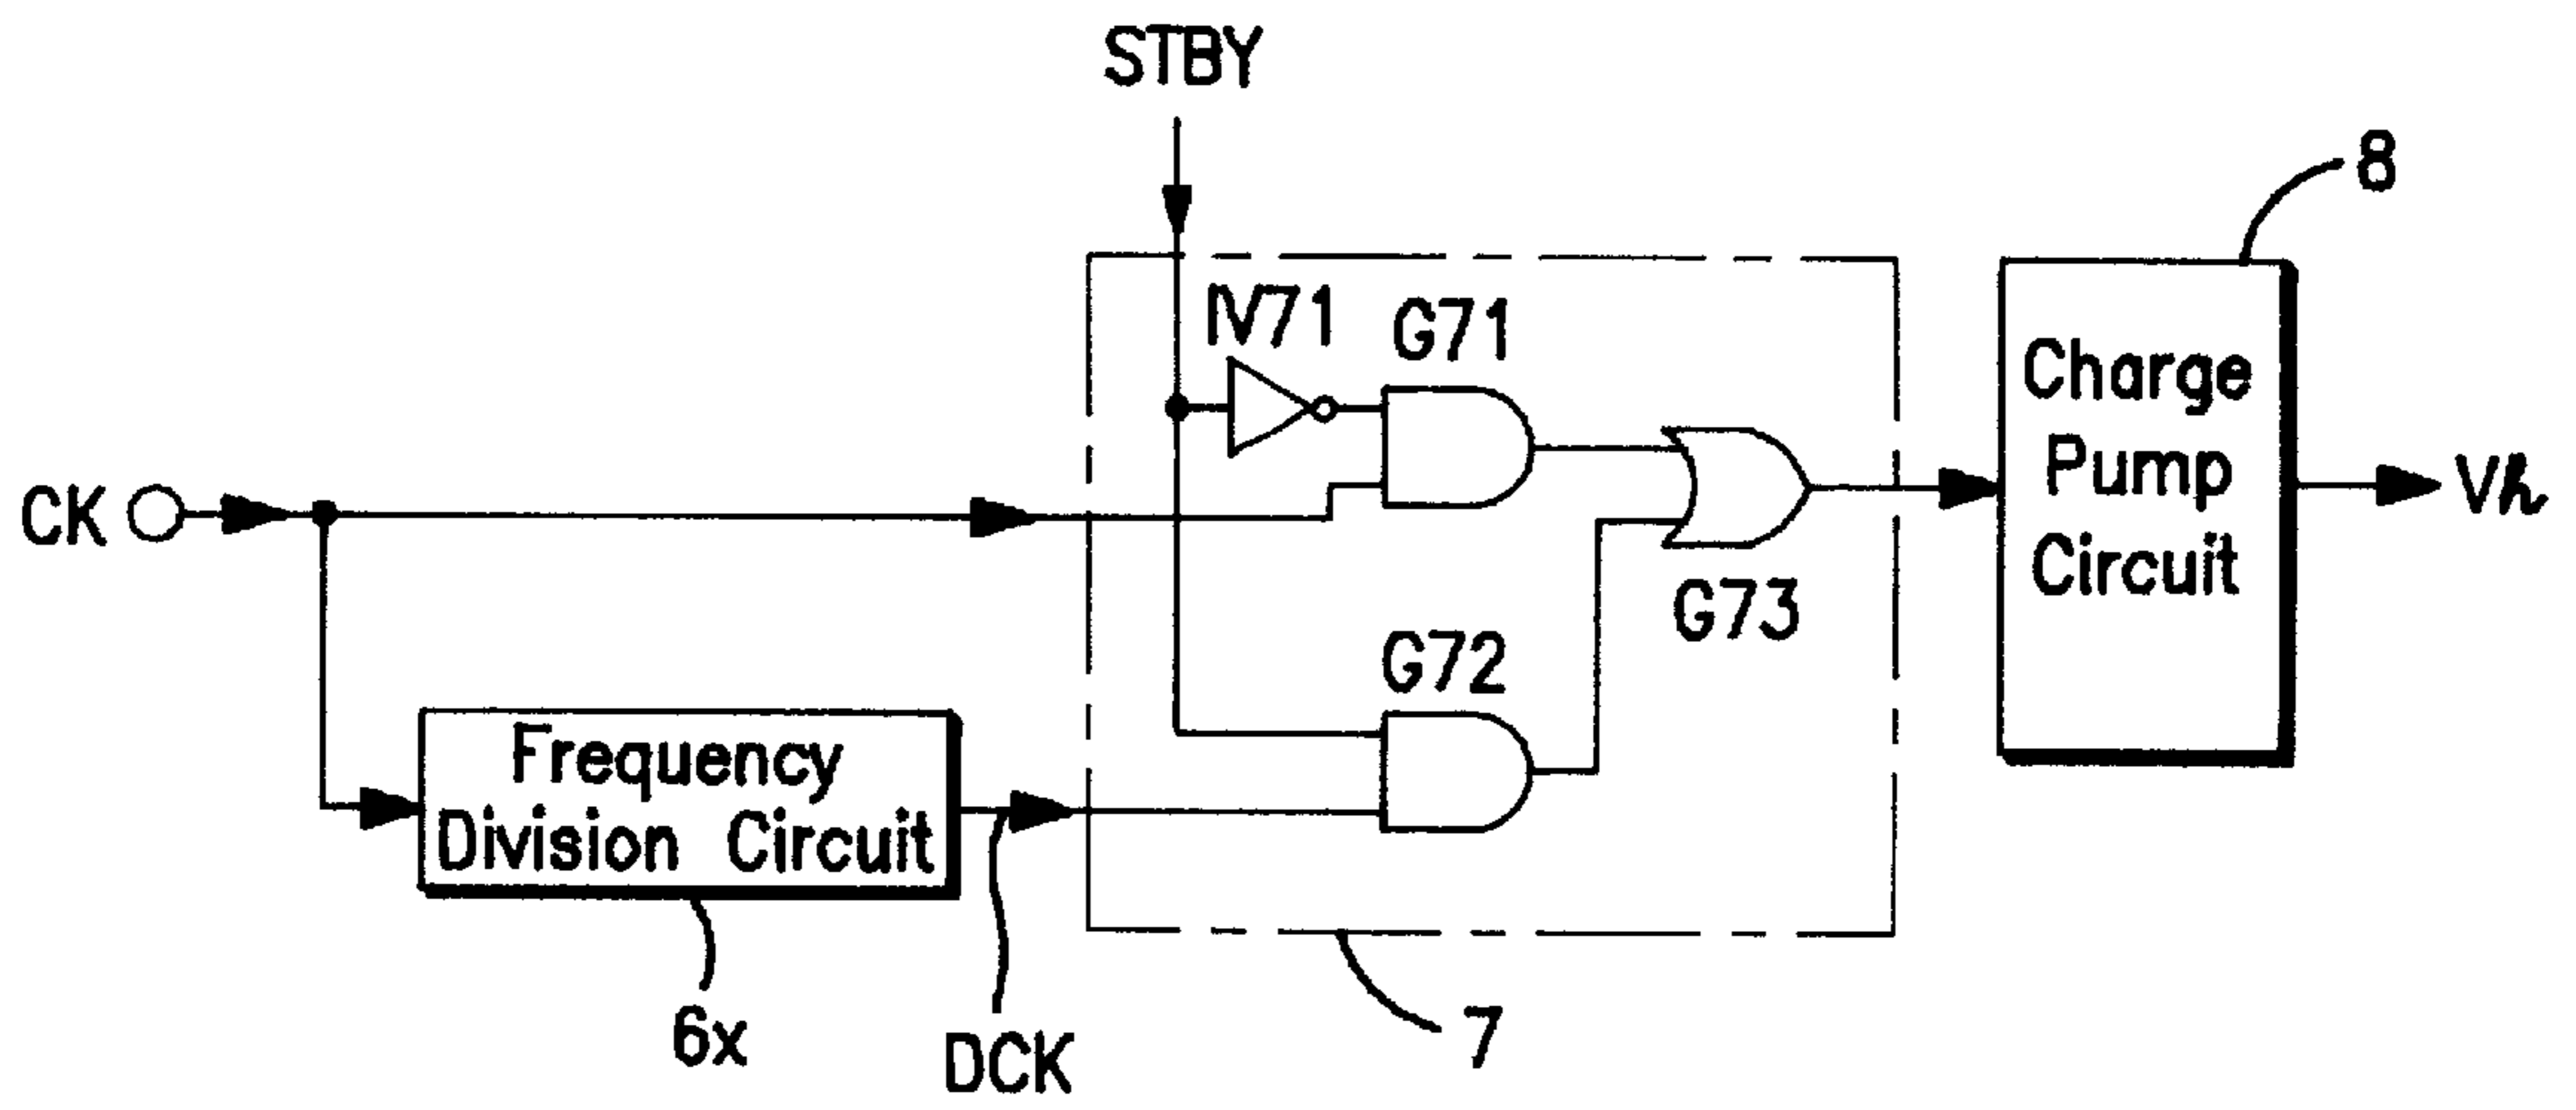 STBY
8
IV71
G71
Charge
Pump
Circuit
CK
Vh
G73
G72
Frequency
Division Circuit
6x
DCK
7